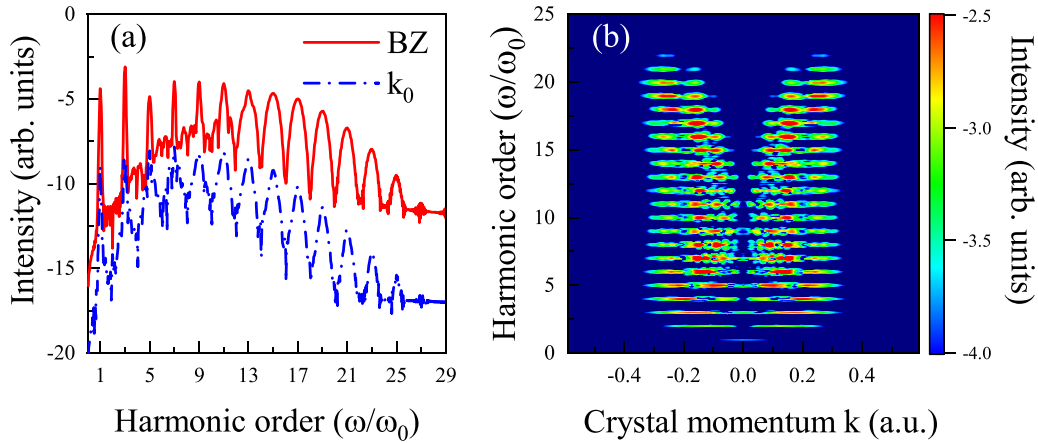 (a)
BZ
k₀
0
-5
-10
-15
-20
1 5 9 13 17 21 25 29
Intensity (arb. units)
Harmonic order (ω/ω₀)
(b)
25
20
15
10
5
0
-0.4 -0.2 0.0 0.2 0.4
Harmonic order (ω/ω₀)
Crystal momentum k (a.u.)
-2.5
-3.0
-3.5
-4.0
Intensity (arb. units)